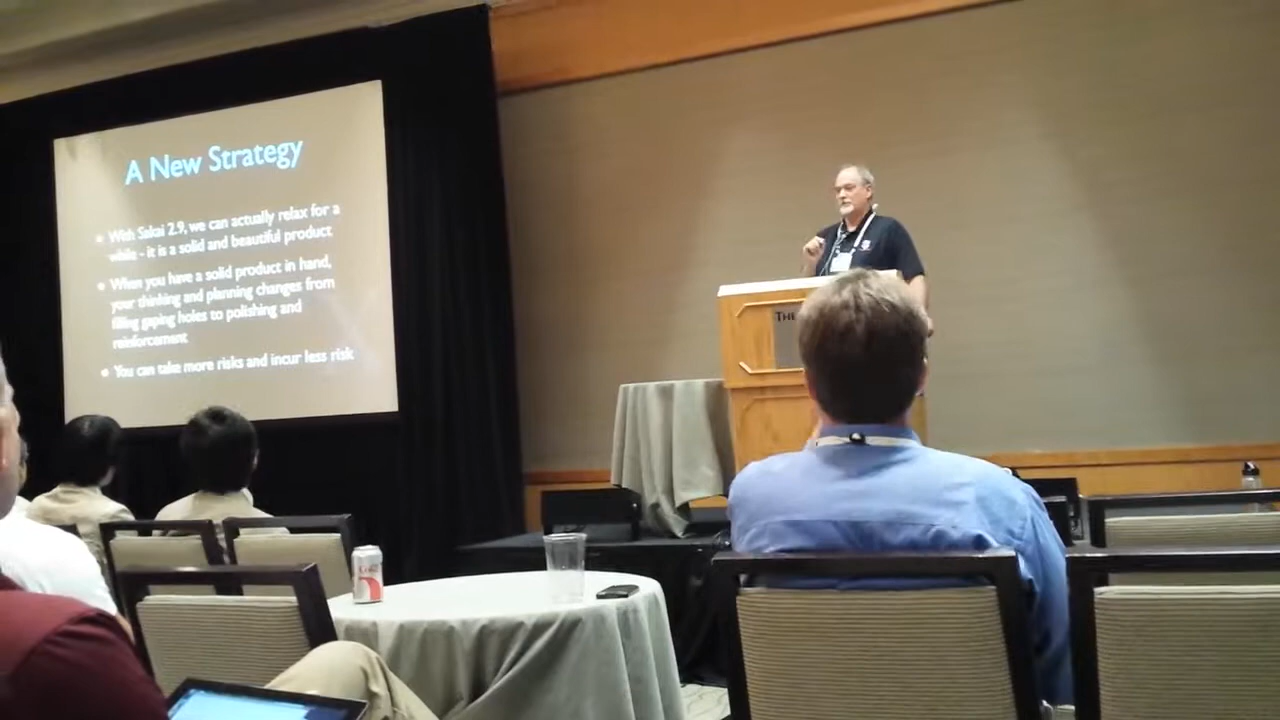 A New Strategy
With Sakai 2.9, we can actually relax for a
while - it is a solid and beautiful product
When you have a solid product in hand,
your thinking and planning changes from
filling gaping holes to polishing and
reinforcement
You can take more risks and incur less risk
THE